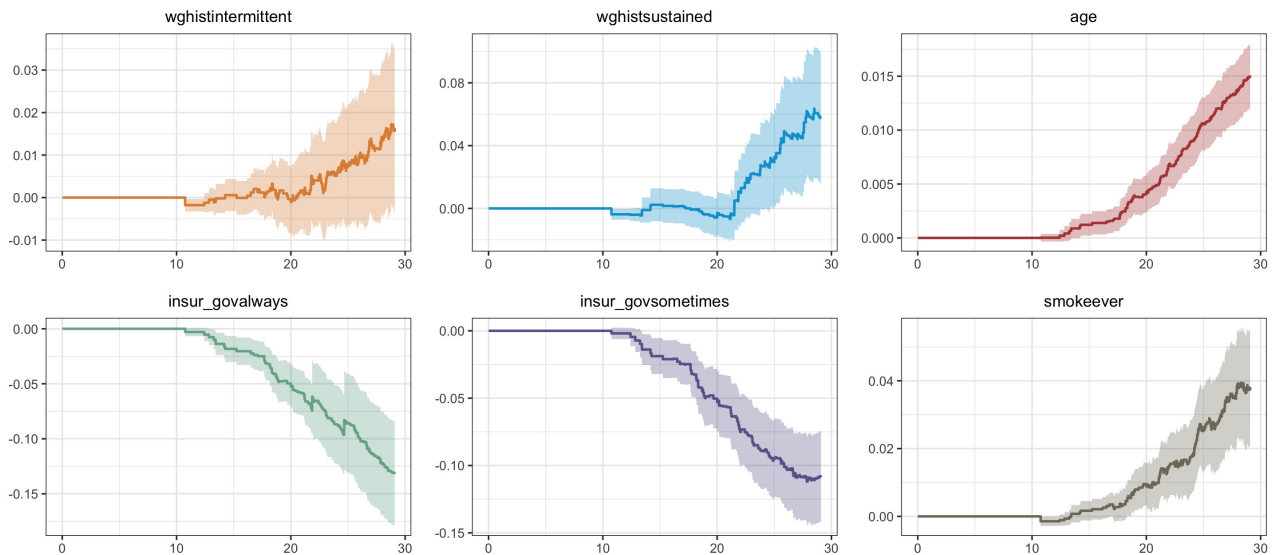 wghistintermittent
0.03
0.02
0.01
0.00
-0.01
0 10 20 30
wghistsustained
0.08
0.04
0.00
0 10 20 30
age
0.015
0.010
0.005
0.000
0 10 20 30
insur_govalways
0.00
-0.05
-0.10
-0.15
0 10 20 30
insur_govsometimes
0.00
-0.05
-0.10
-0.15
0 10 20 30
smokeever
0.04
0.02
0.00
0 10 20 30